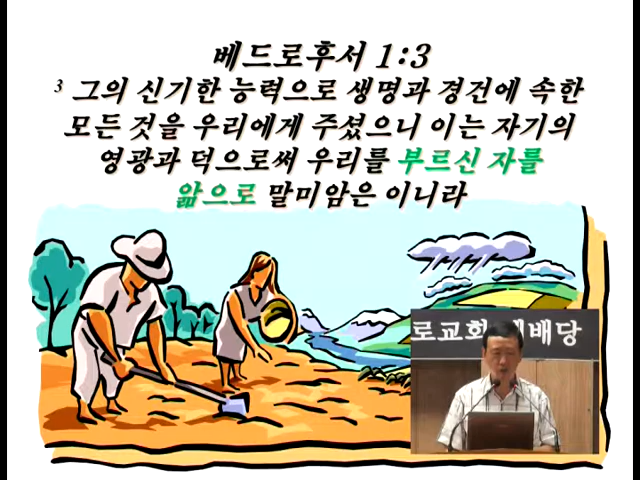 베드로후서 1:3
3 그의 신기한 능력으로 생명과 경건에 속한
모든 것을 우리에게 주셨으니 이는 자기의
영광과 덕으로써 우리를 부르신 자를
앎으로 말미암은 이니라
로교회 예배당